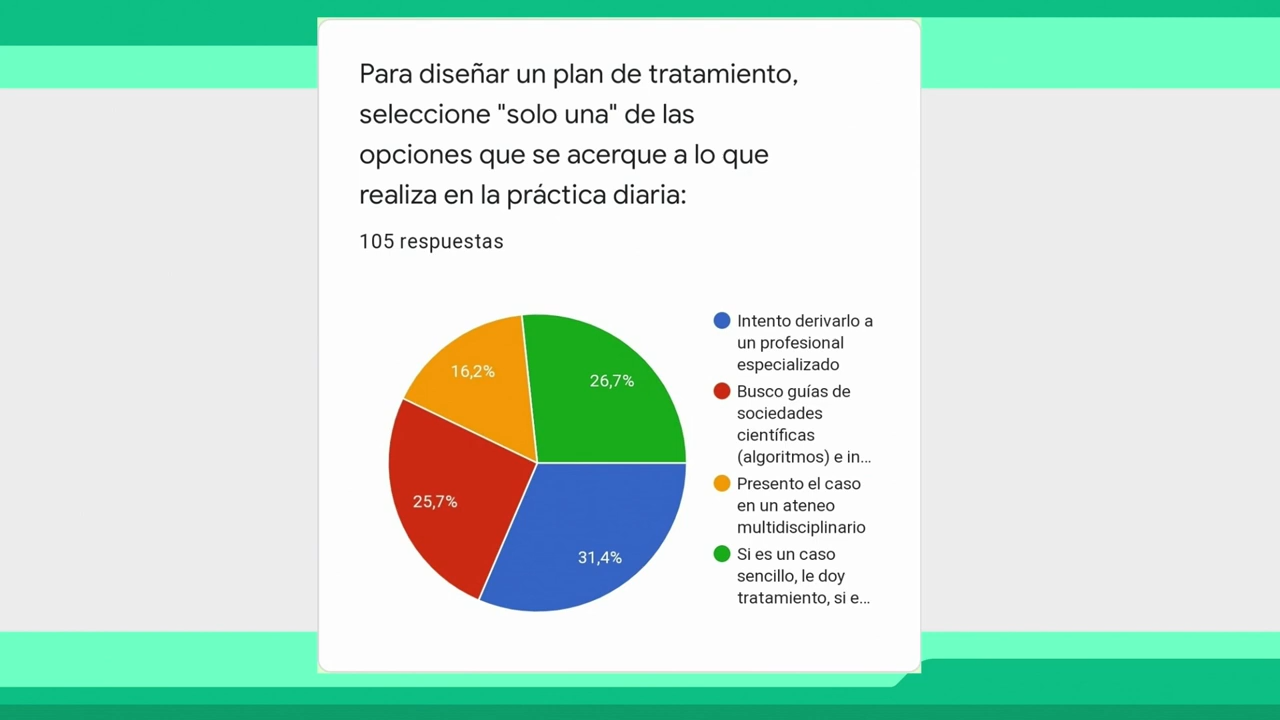 Para diseñar un plan de tratamiento,
seleccione "solo una" de las
opciones que se acerque a lo que
realiza en la práctica diaria:
105 respuestas
16,2%
26,7%
25,7%
31,4%
Intento derivarlo a
un profesional
especializado
Busco guías de
sociedades
científicas
(algoritmos) e in…
Presento el caso
en un ateneo
multidisciplinario
Si es un caso
sencillo, le doy
tratamiento, si e…